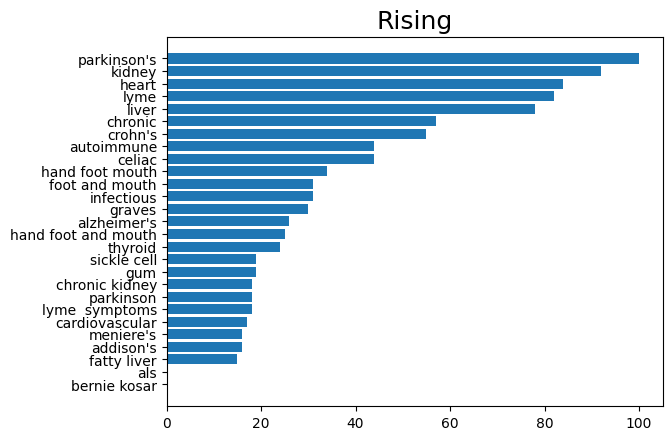 Rising
parkinson's
kidney
heart
lyme
liver
chronic
crohn's
autoimmune
celiac
hand foot mouth
foot and mouth
infectious
graves
alzheimer's
hand foot and mouth
thyroid
sickle cell
gum
chronic kidney
parkinson
lyme  symptoms
cardiovascular
meniere's
addison's
fatty liver
als
bernie kosar
0 20 40 60 80 100